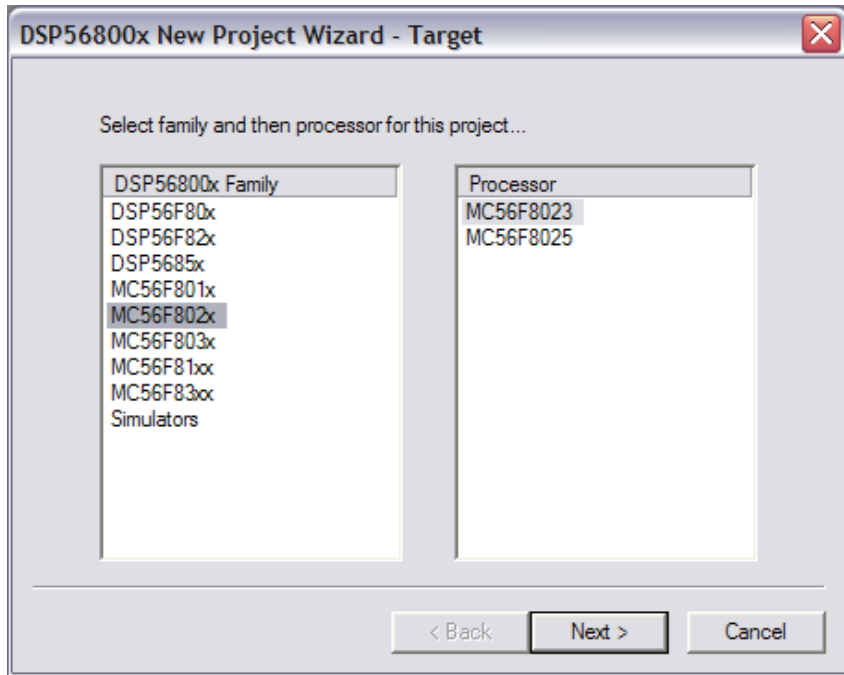 DSP56800x New Project Wizard - Target
Select family and then processor for this project...
DSP56800x Family
DSP56F80x
DSP56F82x
DSP5685x
MC56F801x
MC56F802x
MC56F803x
MC56F81xx
MC56F83xx
Simulators
Processor
MC56F8023
MC56F8025
< Back
Next >
Cancel